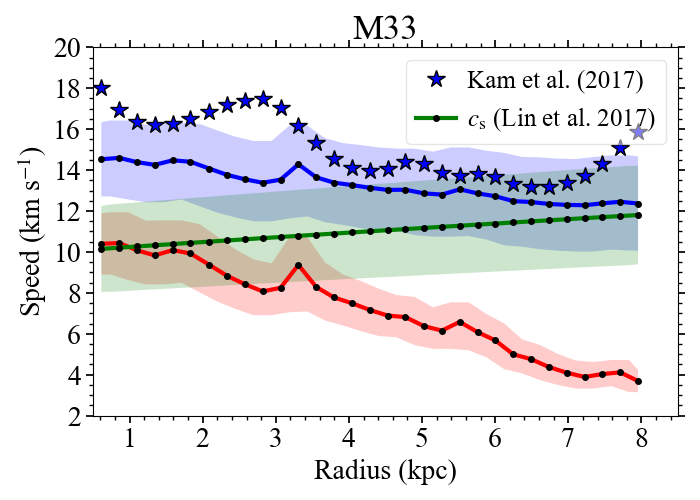 M33
Kam et al. (2017)
c_s (Lin et al. 2017)
Speed (km s⁻¹)
20
18
16
14
12
10
8
6
4
2
1 2 3 4 5 6 7 8
Radius (kpc)